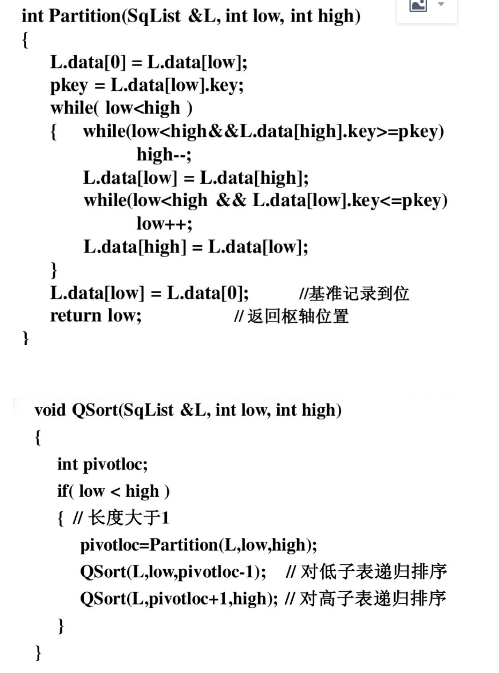 int Partition(SqList &L, int low, int high)
{
L.data[0] = L.data[low];
pkey = L.data[low].key;
while( low<high )
{ while(low<high&&L.data[high].key>=pkey)
high--;
L.data[low] = L.data[high];
while(low<high && L.data[low].key<=pkey)
low++;
L.data[high] = L.data[low];
}
L.data[low] = L.data[0]; //基准记录到位
return low; // 返回枢轴位置
}
void QSort(SqList &L, int low, int high)
{
int pivotloc;
if( low < high )
{ // 长度大于1
pivotloc=Partition(L,low,high);
QSort(L,low,pivotloc-1); // 对低子表递归排序
QSort(L,pivotloc+1,high); // 对高子表递归排序
}
}